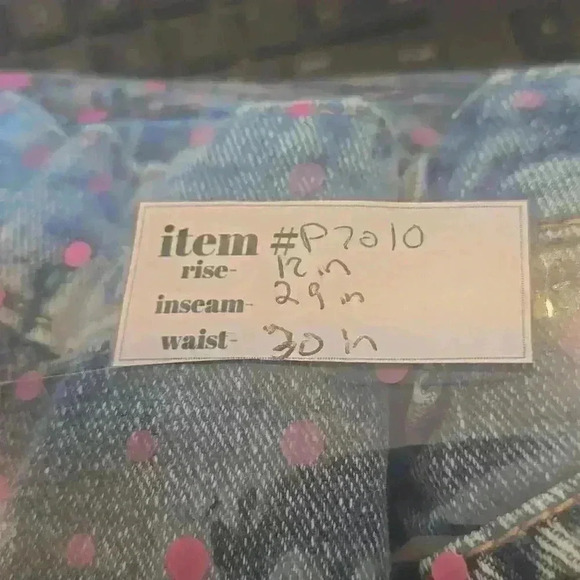 item #P7010
rise- 12 in
inseam- 29 in
waist- 30 in